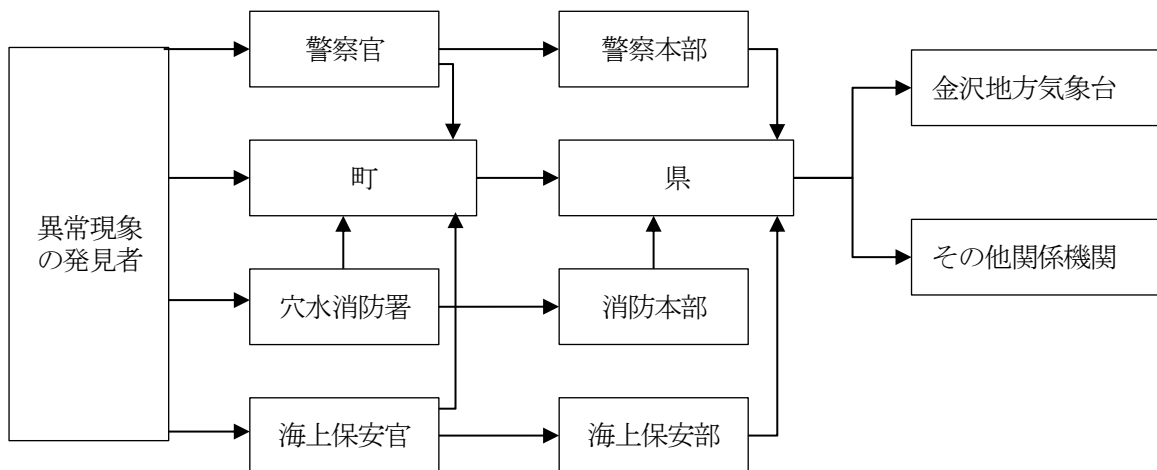 警察官
警察本部
金沢地方気象台
町
県
異常現象
の発見者
その他関係機関
穴水消防署
消防本部
海上保安官
海上保安部